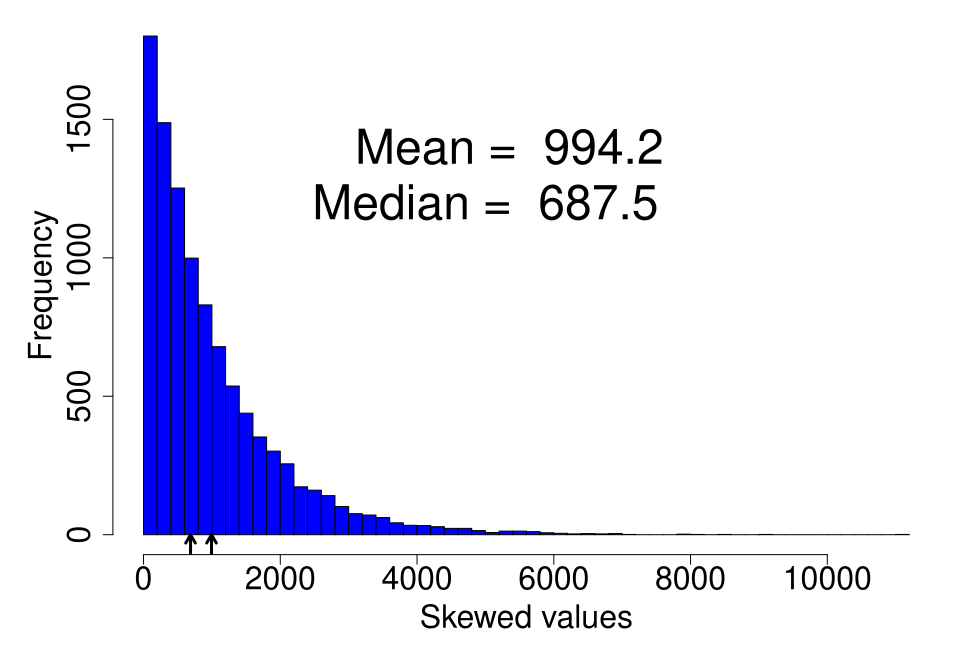 Mean = 994.2
Median = 687.5
Frequency
1500
1000
500
0
0 2000 4000 6000 8000 10000
Skewed values